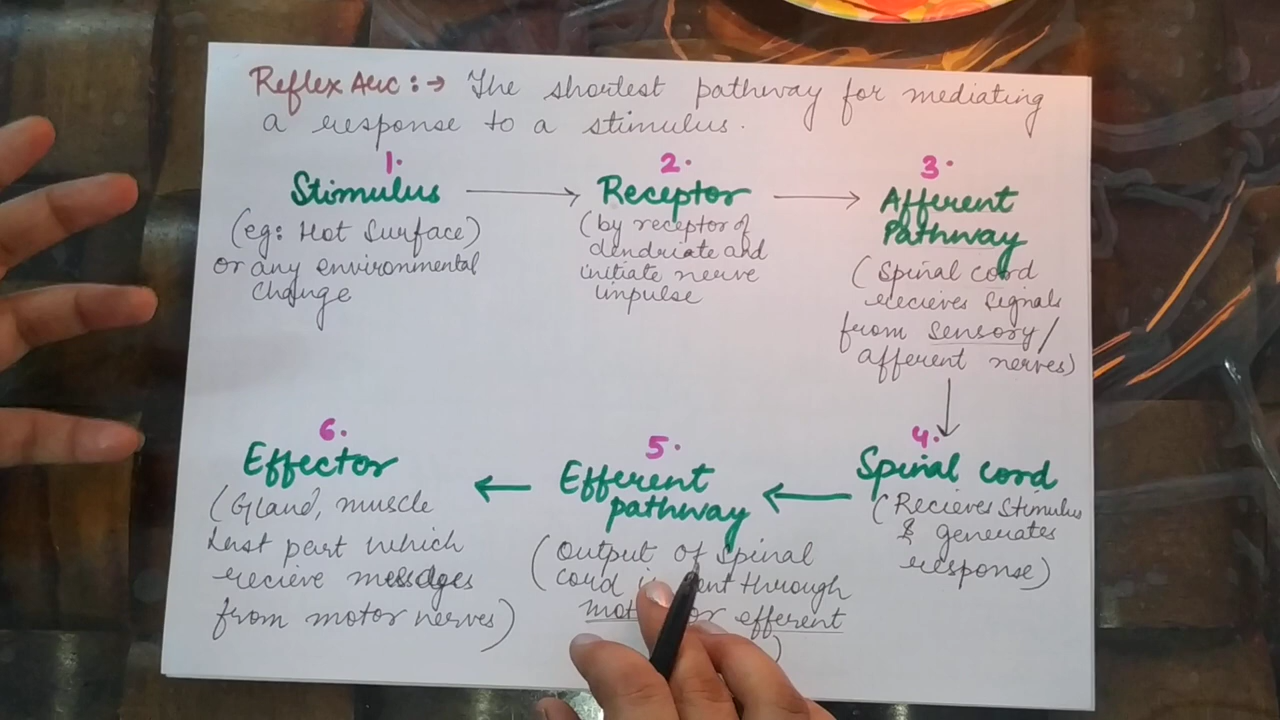 Reflex Arc :→ The shortest pathway for mediating
a response to a stimulus.
1.
Stimulus
(eg: Hot Surface)
or any environmental
change
2.
Receptor
(by receptor of
dendriate and
initiate nerve
impulse
3.
Afferent
Pathway
(Spinal cord
recieves signals
from sensory/
afferent nerves)
4.
Spinal cord
(Recieves Stimulus
& generates
response)
5.
Efferent
pathway
(Output of spinal
cord through
efferent
)
6.
Effector
(Gland, muscle
Last part which
recieve messages
from motor nerves)